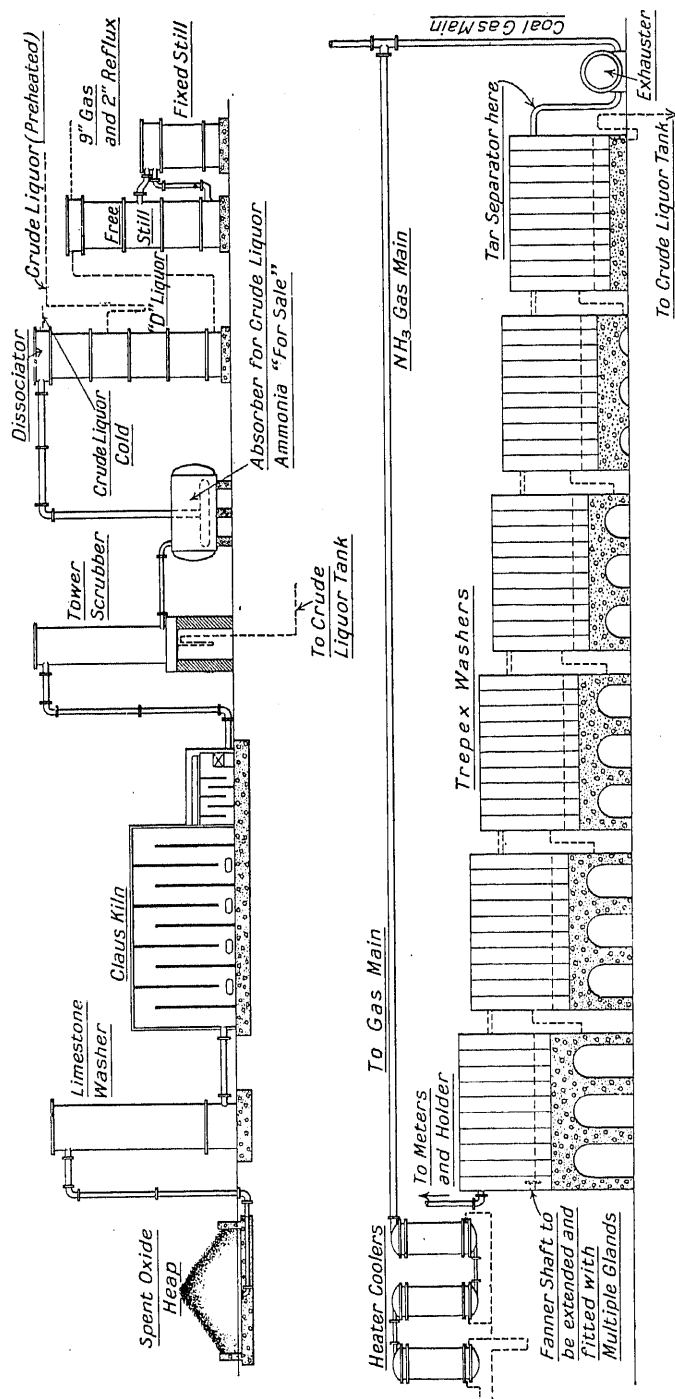 Spent Oxide
Heap
Limestone
Washer
Claus Kiln
Tower
Scrubber
To Crude
Liquor Tank
Dissociator
Crude Liquor
Cold
Absorber for Crude Liquor
Ammonia "For Sale"
Crude Liquor (Preheated)
"D" Liquor
Free
Still
9" Gas
and 2" Reflux
Fixed Still
Heater Coolers
To Meters
and Holder
To Gas Main
NH₃ Gas Main
Coal Gas Main
Fanner Shaft to
be extended and
fitted with
Multiple Glands
Trepex Washers
Tar Separator here
Exhauster
To Crude Liquor Tank